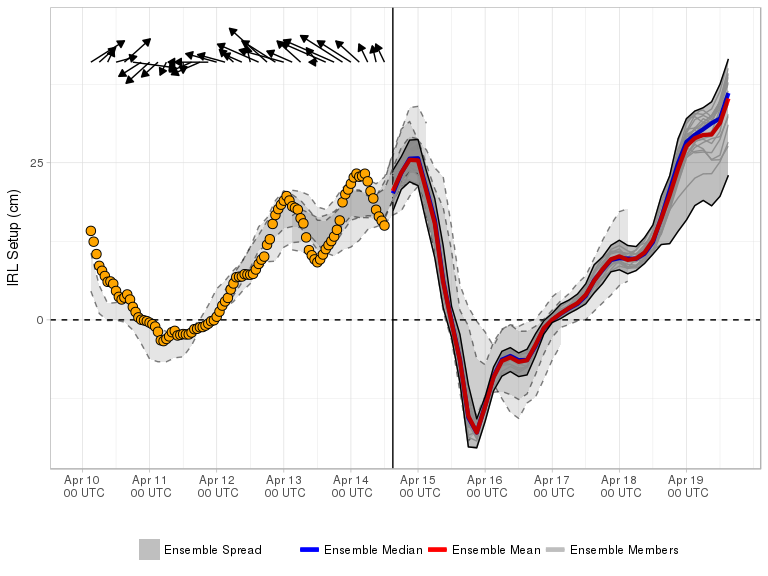 IRL Setup (cm)
25
0
Apr 10 Apr 11 Apr 12 Apr 13 Apr 14 Apr 15 Apr 16 Apr 17 Apr 18 Apr 19
00 UTC 00 UTC 00 UTC 00 UTC 00 UTC 00 UTC 00 UTC 00 UTC 00 UTC 00 UTC
Ensemble Spread Ensemble Median Ensemble Mean Ensemble Members